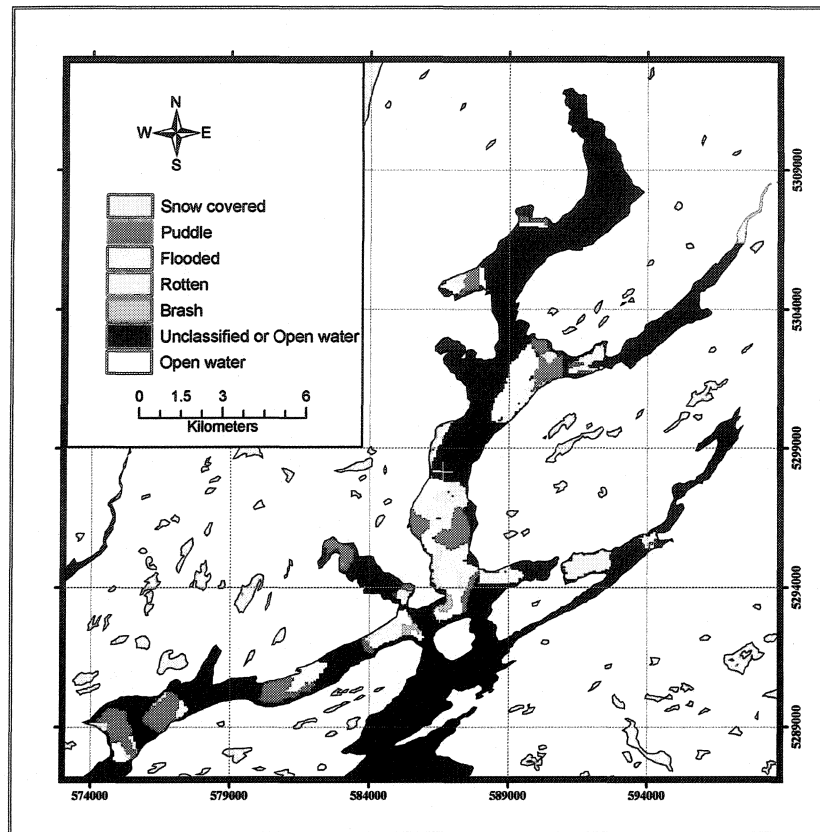 N
W E
S
Snow covered
Puddle
Flooded
Rotten
Brash
Unclassified or Open water
Open water
0 1.5 3 6
Kilometers
5309000
5304000
5299000
5294000
5289000
574000 579000 584000 589000 594000